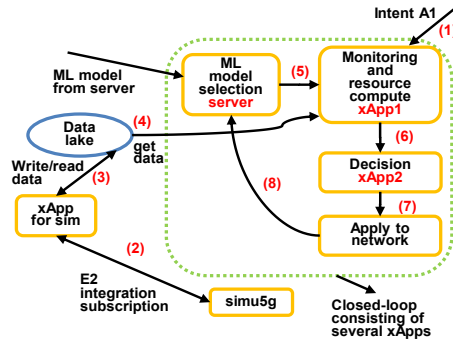 Intent A1
(1)
ML model
from server
ML
model
selection
server
(5)
Monitoring
and
resource
compute
xApp1
(4)
Data
lake
get
data
(6)
Write/read
data
(3)
Decision
xApp2
(8)
(7)
xApp
for sim
Apply to
network
(2)
E2
integration
subscription
simu5g
Closed-loop
consisting of
several xApps